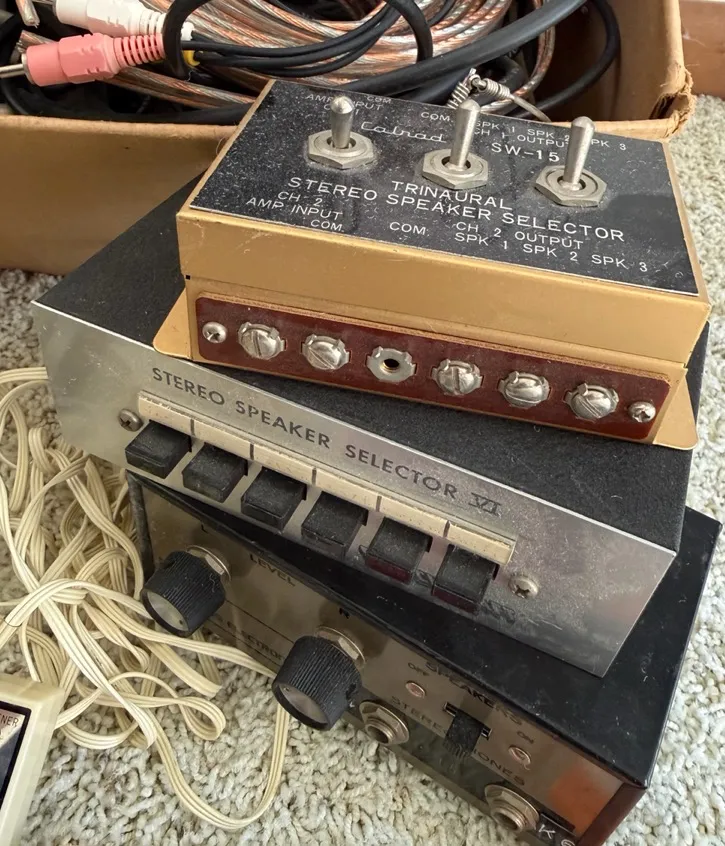 COM
AMP INPUT
CH 1
COM SPK 1 SPK 2 SPK 3
CH 1 OUTPUT
Calrad
SW-15
TRINAURAL
STEREO SPEAKER SELECTOR
CH-2
AMP INPUT
COM
COM
CH 2 OUTPUT
SPK 1 SPK 2 SPK 3
STEREO SPEAKER SELECTOR VI
LEVEL
R
SPEAKERS
OFF
ON
STEREO PHONES